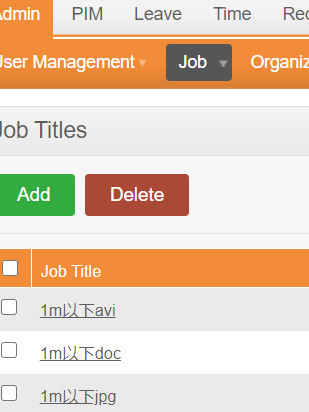 Admin PIM Leave Time Rec
User Management Job Organiz
Job Titles
Add Delete
Job Title
1m以下avi
1m以下doc
1m以下jpg